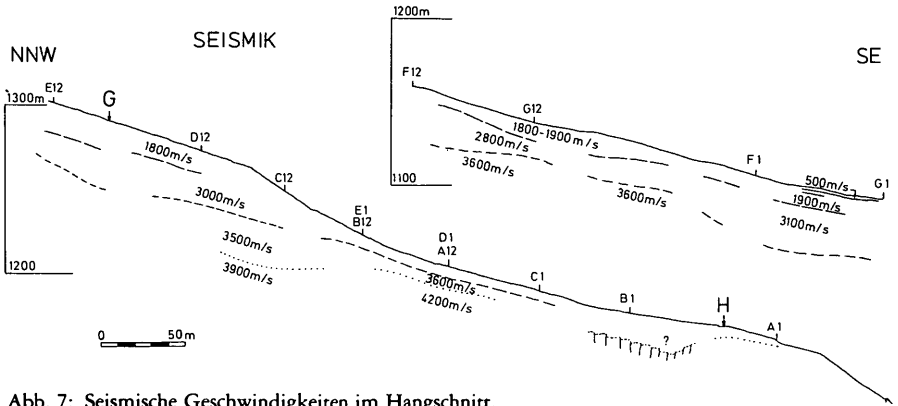 SEISMIK
NNW
SE
1200m
1100
1300m
1200
F12
G12
1800-1900m/s
2800m/s
3600m/s
3600m/s
F1
500m/s
G1
1900m/s
3100m/s
E12
G
D12
1800m/s
C12
3000m/s
E1
B12
3500m/s
3900m/s
D1
A12
3600m/s
4200m/s
C1
B1
H
A1
?
0 50m
Abb. 7: Seismische Geschwindigkeiten im Hangschnitt